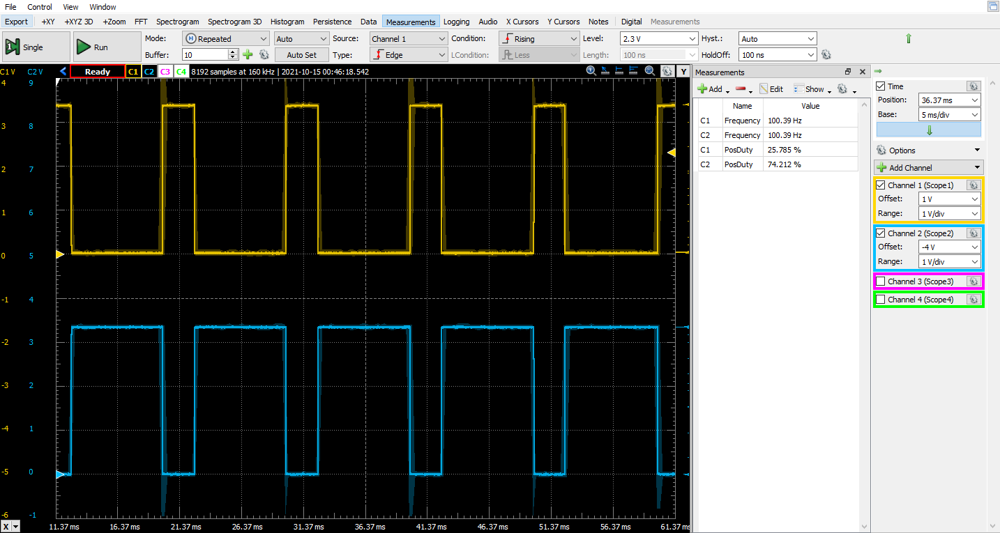 File Control View Window
Export +XY +XYZ 3D +Zoom FFT Spectrogram Spectrogram 3D Histogram Persistence Data Measurements Logging Audio X Cursors Y Cursors Notes Digital Measurements
Single Run Mode: Repeated Auto Source: Channel 1 Condition: Rising Level: 2.3 V Hyst.: Auto
Buffer: 10 Auto Set Type: Edge LCondition: Less Length: 100 ns HoldOff: 100 ns
C1 V C2 V Ready C1 C2 C3 C4 8192 samples at 160 kHz | 2021-10-15 00:46:18.542 Y
4 9
3 8
2 7
1 6
0 5
-1 4
-2 3
-3 2
-4 1
-5 0
-6 -1
X 11.37 ms 16.37 ms 21.37 ms 26.37 ms 31.37 ms 36.37 ms 41.37 ms 46.37 ms 51.37 ms 56.37 ms 61.37 ms
Measurements
Add Edit Show
Name Value
C1 Frequency 100.39 Hz
C2 Frequency 100.39 Hz
C1 PosDuty 25.785 %
C2 PosDuty 74.212 %
Time
Position: 36.37 ms
Base: 5 ms/div
Options
Add Channel
Channel 1 (Scope1)
Offset: 1 V
Range: 1 V/div
Channel 2 (Scope2)
Offset: -4 V
Range: 1 V/div
Channel 3 (Scope3)
Channel 4 (Scope4)